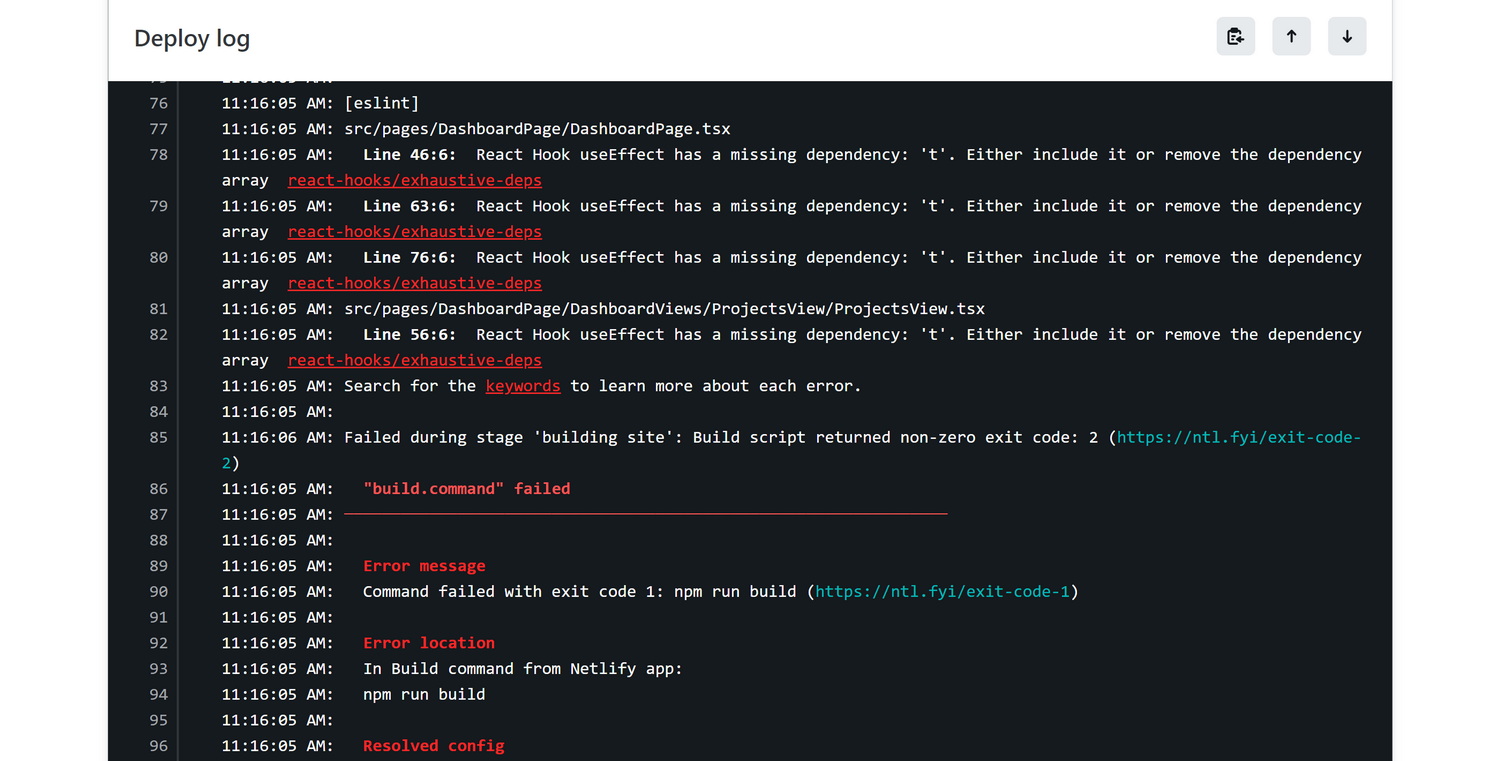 Deploy log
76 11:16:05 AM: [eslint]
77 11:16:05 AM: src/pages/DashboardPage/DashboardPage.tsx
78 11:16:05 AM:   Line 46:6:  React Hook useEffect has a missing dependency: 't'. Either include it or remove the dependency
array  react-hooks/exhaustive-deps
79 11:16:05 AM:   Line 63:6:  React Hook useEffect has a missing dependency: 't'. Either include it or remove the dependency
array  react-hooks/exhaustive-deps
80 11:16:05 AM:   Line 76:6:  React Hook useEffect has a missing dependency: 't'. Either include it or remove the dependency
array  react-hooks/exhaustive-deps
81 11:16:05 AM: src/pages/DashboardPage/DashboardViews/ProjectsView/ProjectsView.tsx
82 11:16:05 AM:   Line 56:6:  React Hook useEffect has a missing dependency: 't'. Either include it or remove the dependency
array  react-hooks/exhaustive-deps
83 11:16:05 AM: Search for the keywords to learn more about each error.
84 11:16:05 AM:
85 11:16:06 AM: Failed during stage 'building site': Build script returned non-zero exit code: 2 (https://ntl.fyi/exit-code-
2)
86 11:16:05 AM:   "build.command" failed
87 11:16:05 AM: ────────────────────────────────────────────────────────────────
88 11:16:05 AM:
89 11:16:05 AM:   Error message
90 11:16:05 AM:   Command failed with exit code 1: npm run build (https://ntl.fyi/exit-code-1)
91 11:16:05 AM:
92 11:16:05 AM:   Error location
93 11:16:05 AM:   In Build command from Netlify app:
94 11:16:05 AM:   npm run build
95 11:16:05 AM:
96 11:16:05 AM:   Resolved config